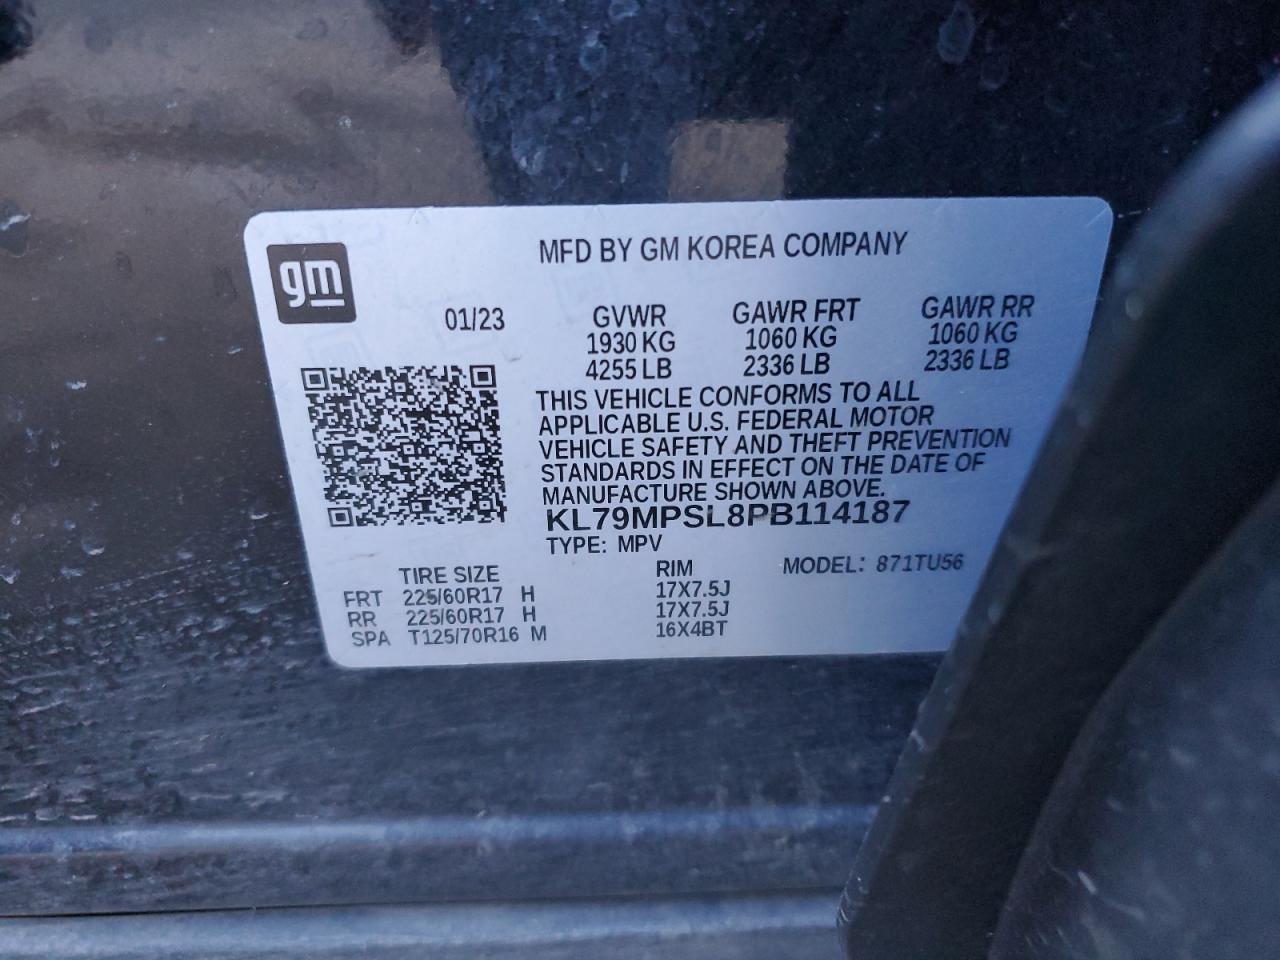 gm
MFD BY GM KOREA COMPANY
01/23 GVWR GAWR FRT GAWR RR
1930 KG 1060 KG 1060 KG
4255 LB 2336 LB 2336 LB
THIS VEHICLE CONFORMS TO ALL
APPLICABLE U.S. FEDERAL MOTOR
VEHICLE SAFETY AND THEFT PREVENTION
STANDARDS IN EFFECT ON THE DATE OF
MANUFACTURE SHOWN ABOVE.
KL79MPSL8PB114187
TYPE: MPV
TIRE SIZE RIM MODEL: 871TU56
FRT 225/60R17 H 17X7.5J
RR 225/60R17 H 17X7.5J
SPA T125/70R16 M 16X4BT